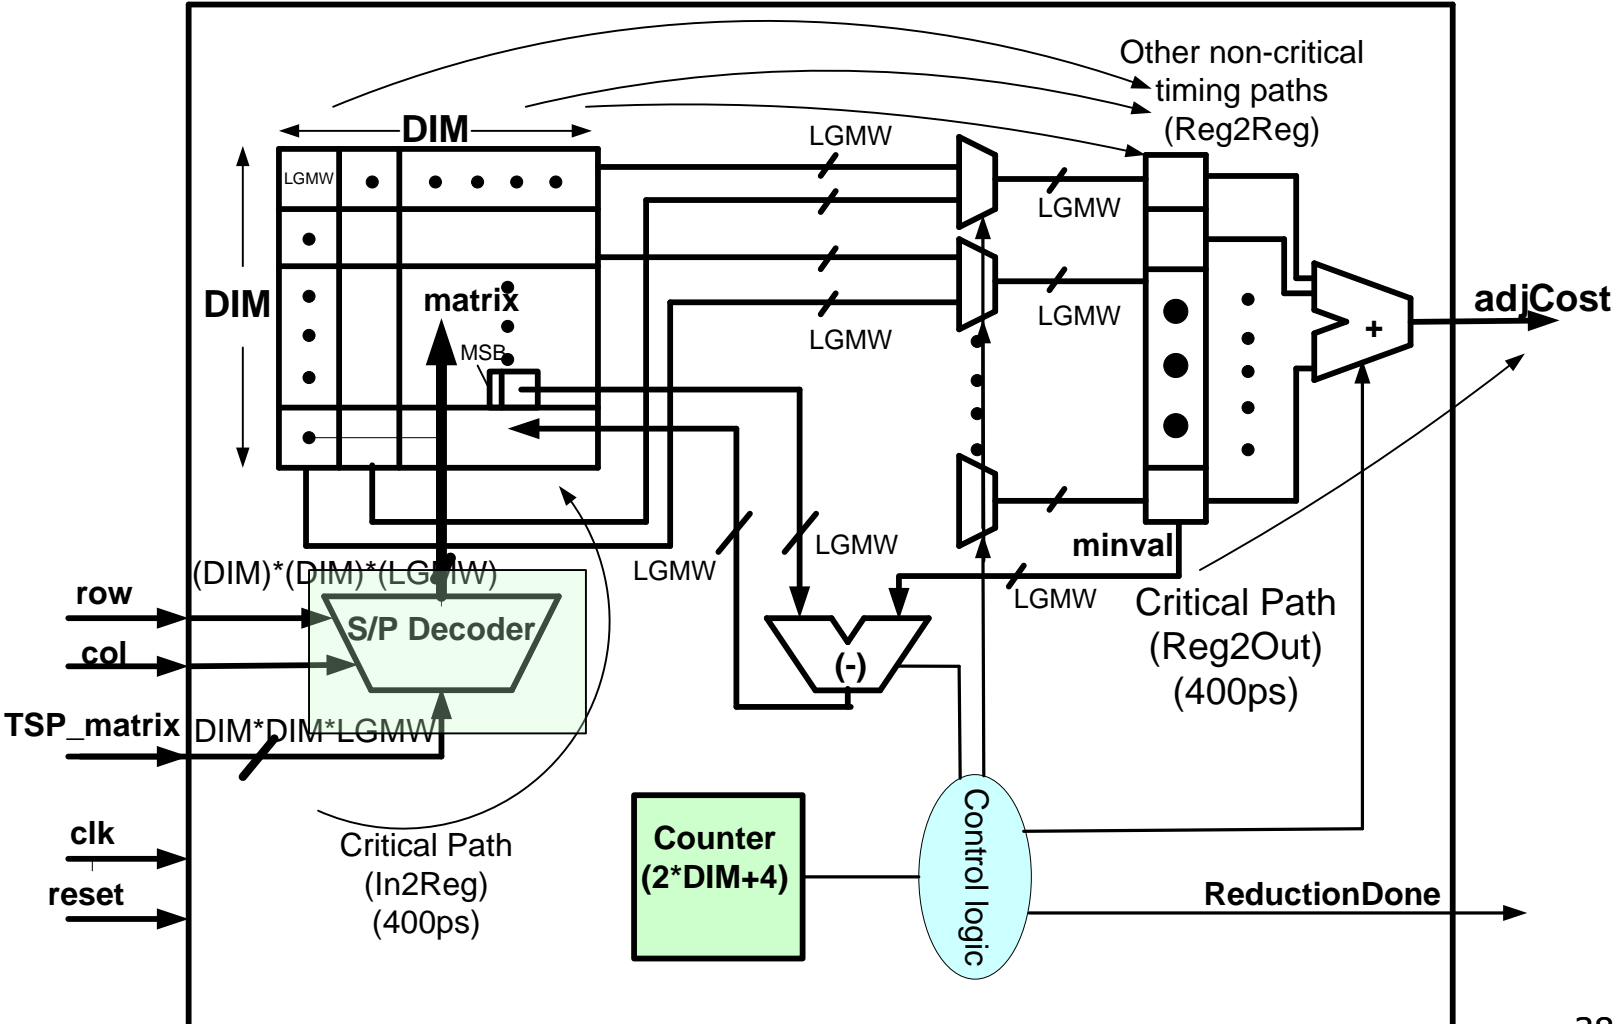 Other non-critical
timing paths
(Reg2Reg)
DIM
LGMW
LGMW
LGMW
DIM
matrix
MSB
LGMW
LGMW
adjCost
+
LGMW
LGMW
minval
LGMW
(DIM)*(DIM)*(LGMW)
row
S/P Decoder
col
(-)
Critical Path
(Reg2Out)
(400ps)
TSP_matrix
DIM*DIM*LGMW
clk
reset
Critical Path
(In2Reg)
(400ps)
Counter
(2*DIM+4)
Control logic
ReductionDone